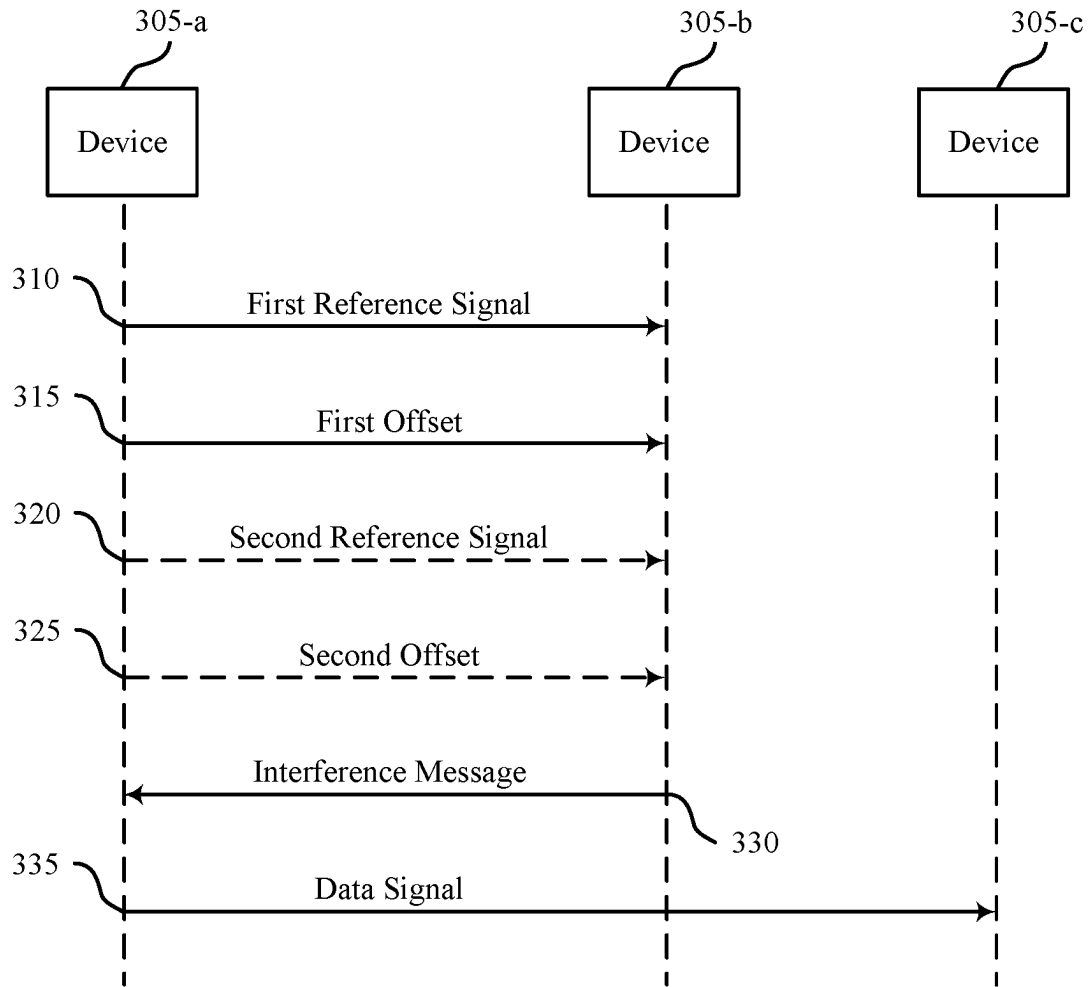 305-a
305-b
305-c
Device
Device
Device
310
First Reference Signal
315
First Offset
320
Second Reference Signal
325
Second Offset
Interference Message
330
335
Data Signal